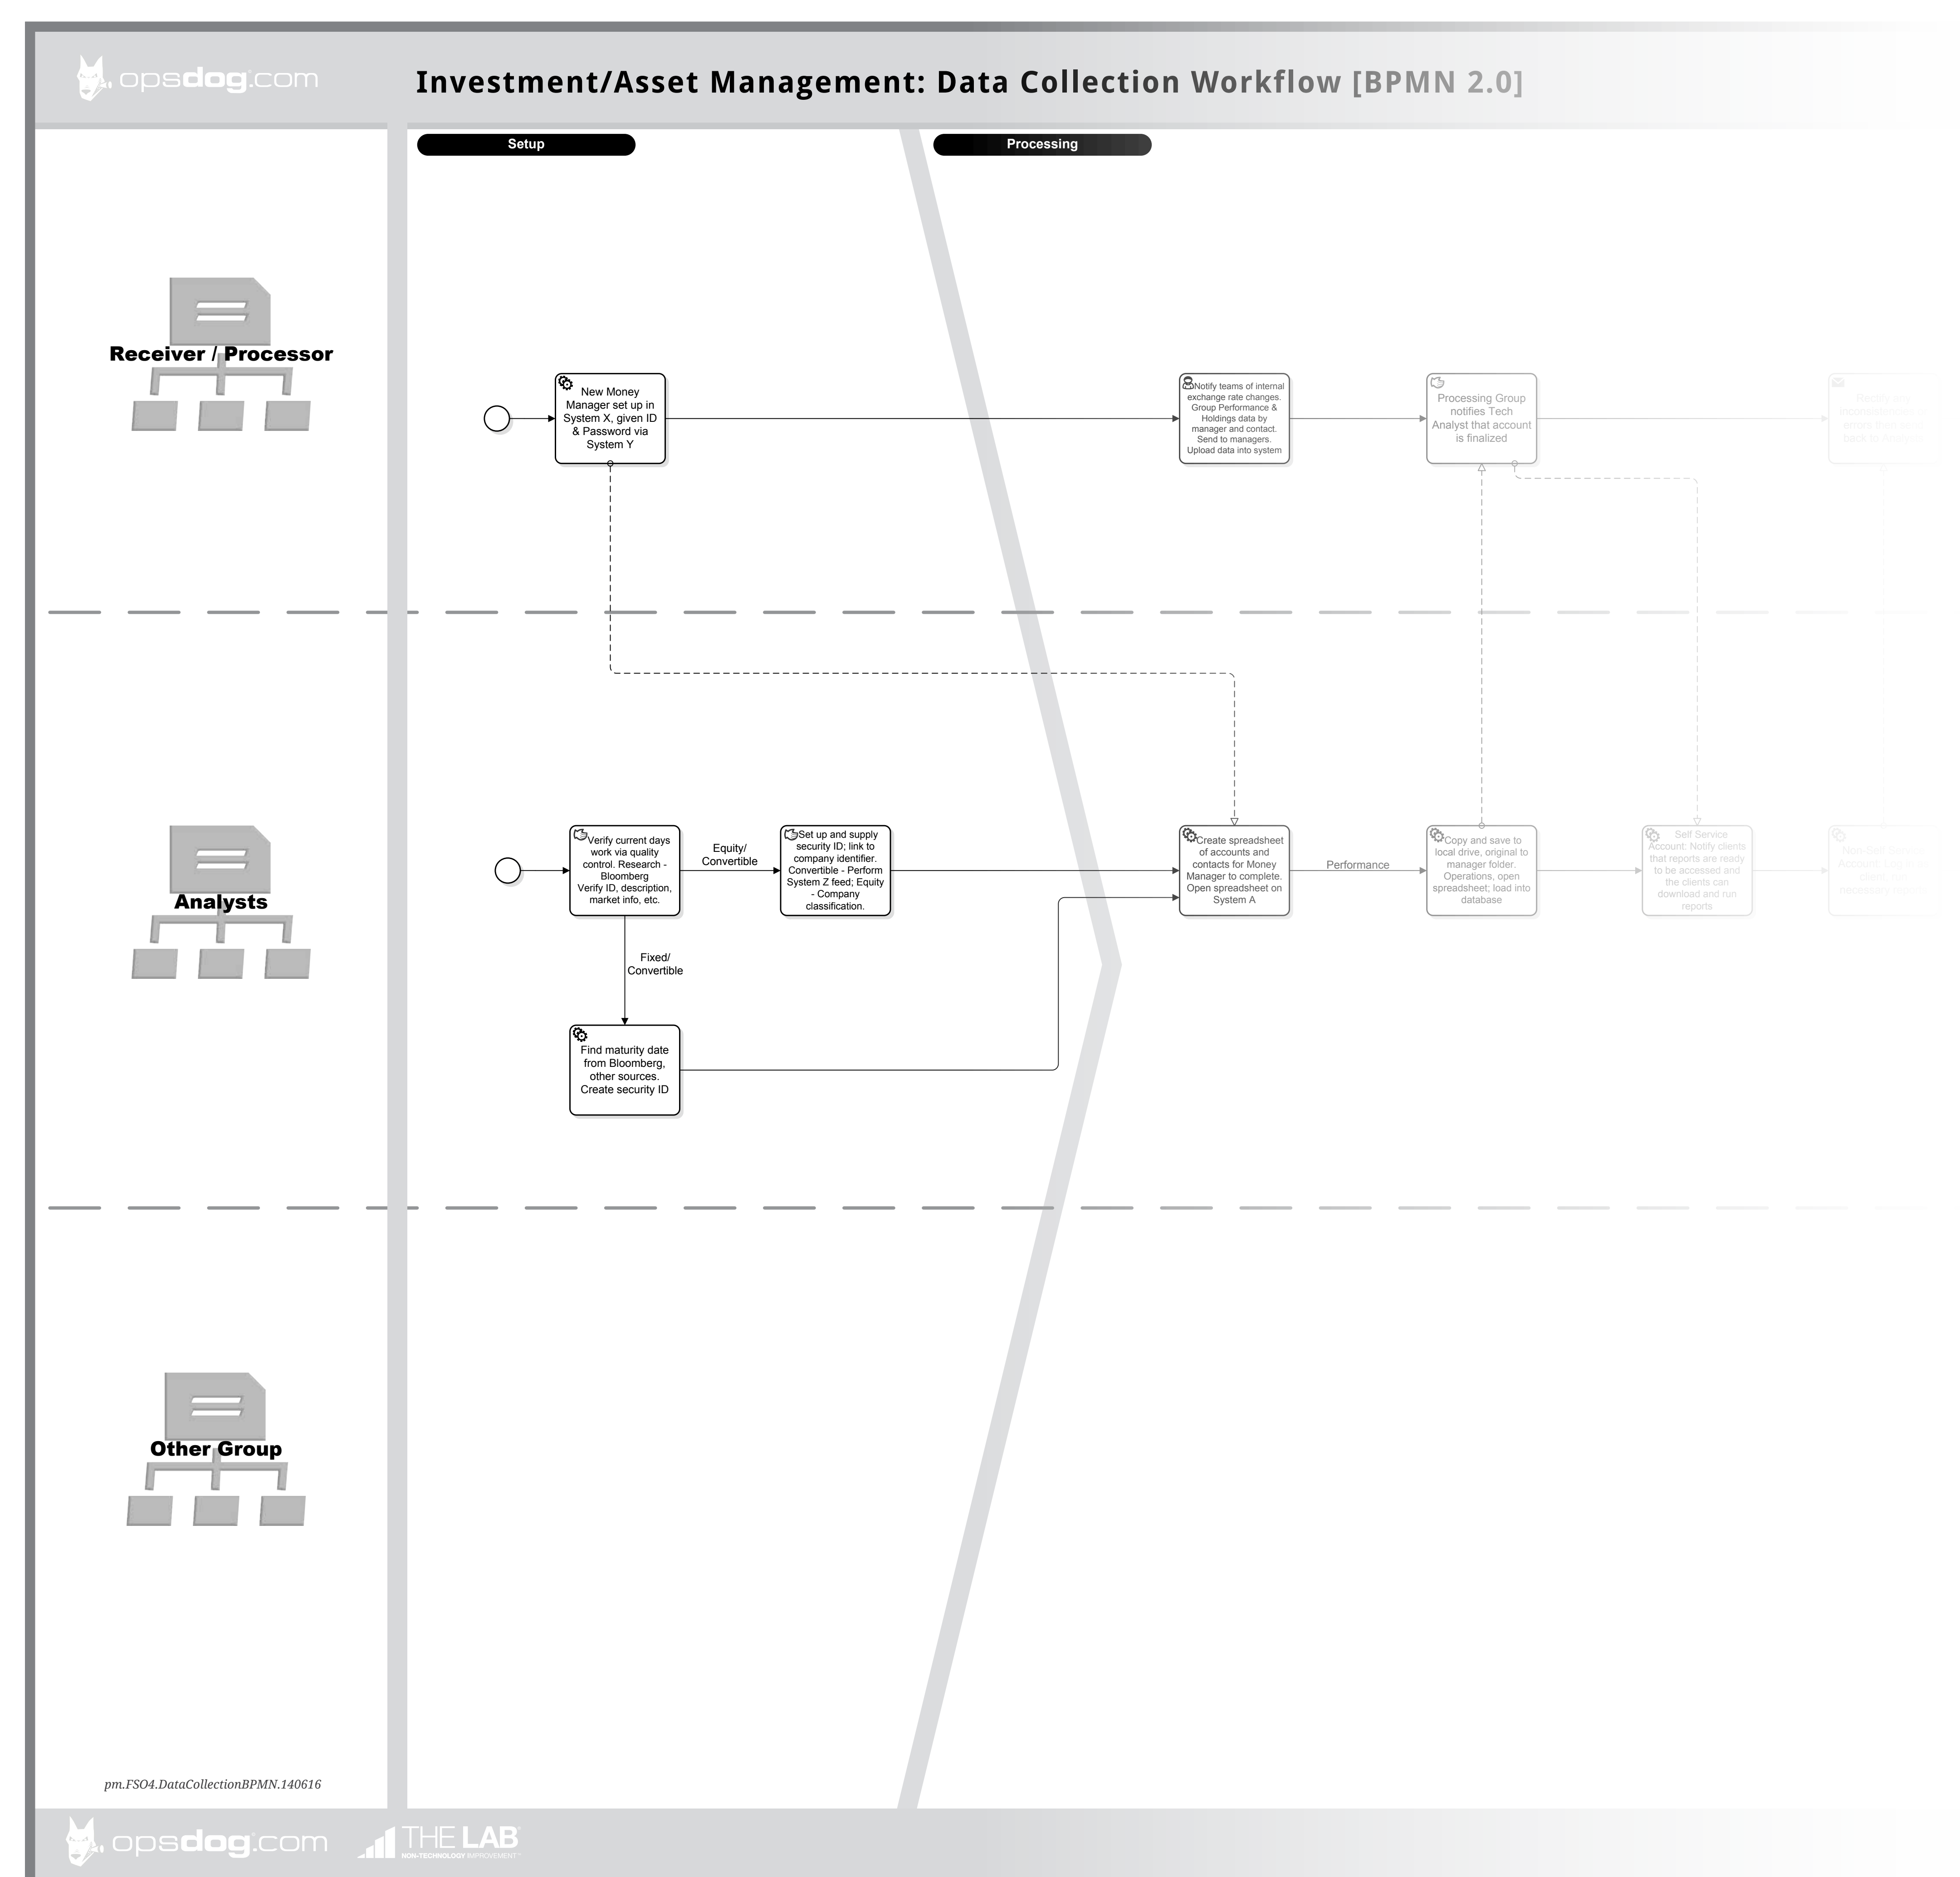 opsdog.com
Investment/Asset Management: Data Collection Workflow [BPMN 2.0]
Setup
Processing
Receiver / Processor
New Money
Manager set up in
System X, given ID
& Password via
System Y
Notify teams of internal
exchange rate changes.
Group Performance &
Holdings data by
manager and contact.
Send to managers.
Upload data into system
Processing Group
notifies Tech
Analyst that account
is finalized
back to
Analysts
Verify current days
work via quality
control. Research -
Bloomberg
Verify ID, description,
market info, etc.
Equity/
Convertible
Set up and supply
security ID; link to
company identifier.
Convertible - Perform
System Z feed; Equity
- Company
classification.
Create spreadsheet
of accounts and
contacts for Money
Manager to complete.
Open spreadsheet on
System A
Performance
Copy and save to
local drive, original to
manager folder.
Operations, open
spreadsheet; load into
database
Self Service
Account: Notify clients
that reports are ready
to be accessed and
the clients can
download and run
reports
Non-Self Service
Fixed/
Convertible
Find maturity date
from Bloomberg,
other sources.
Create security ID
Other Group
pm.FSO4.DataCollectionBPMN.140616
opsdog.com
THE LAB
NON-TECHNOLOGY IMPROVEMENT